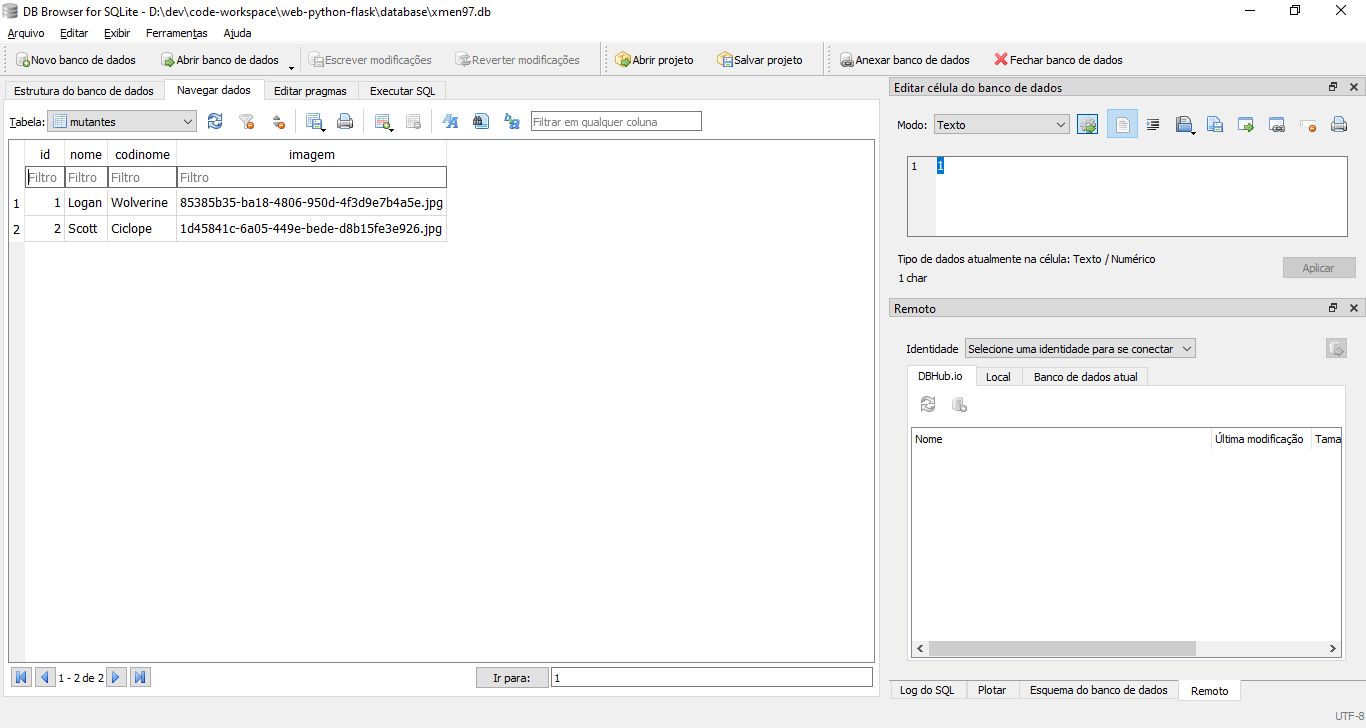 DB Browser for SQLite - D:\dev\code-workspace\web-python-flask\database\xmen97.db
Arquivo Editar Exibir Ferramentas Ajuda
Novo banco de dados Abrir banco de dados Escrever modificações Reverter modificações Abrir projeto Salvar projeto Anexar banco de dados Fechar banco de dados
Estrutura do banco de dados Navegar dados Editar pragmas Executar SQL
Tabela: mutantes Filtrar em qualquer coluna
id nome codinome imagem
Filtro Filtro Filtro Filtro
1 1 Logan Wolverine 85385b35-ba18-4806-950d-4f3d9e7b4a5e.jpg
2 2 Scott Ciclope 1d45841c-6a05-449e-bede-d8b15fe3e926.jpg
1 - 2 de 2 Ir para: 1
Editar célula do banco de dados
Modo: Texto
1 1
Tipo de dados atualmente na célula: Texto / Numérico
1 char
Aplicar
Remoto
Identidade Selecione uma identidade para se conectar
DBHub.io Local Banco de dados atual
Nome Última modificação Tama
Log do SQL Plotar Esquema do banco de dados Remoto
UTF-8